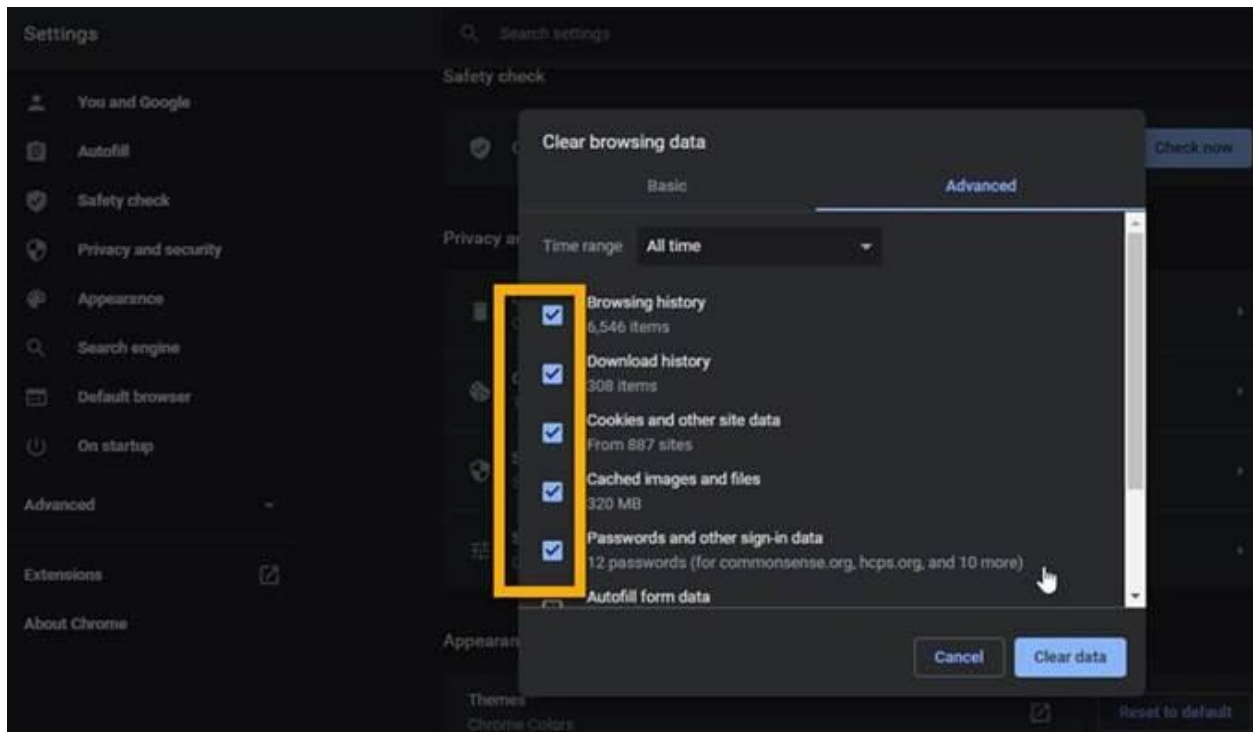 Settings
Search settings
Safety check
You and Google
Autofill
Safety check
Privacy and security
Appearance
Search engine
Default browser
On startup
Advanced
Extensions
About Chrome
Check now
Privacy a
Clear browsing data
Basic
Advanced
Time range All time
Browsing history
6,546 items
Download history
308 items
Cookies and other site data
From 887 sites
Cached images and files
320 MB
Passwords and other sign-in data
12 passwords (for commonsense.org, hcps.org, and 10 more)
Autofill form data
Cancel Clear data
Appearan
Themes
Chrome Colors
Reset to default